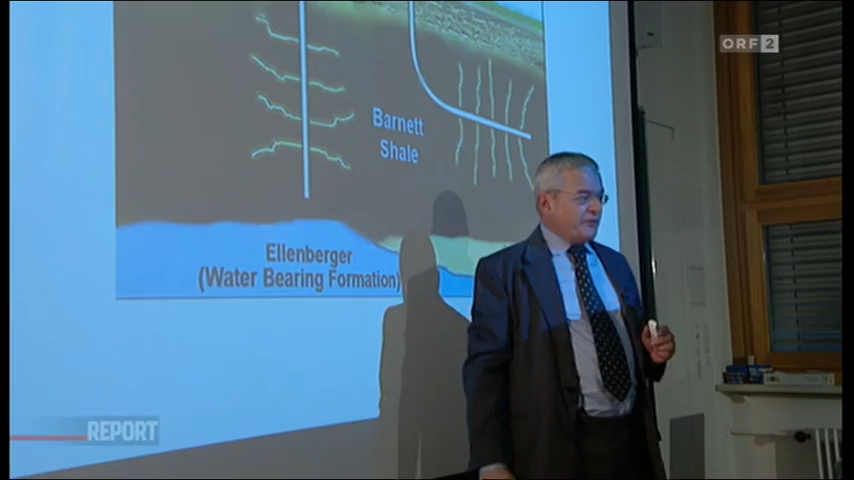 ORF 2
Barnett
Shale
Ellenberger
(Water Bearing Formation)
REPORT